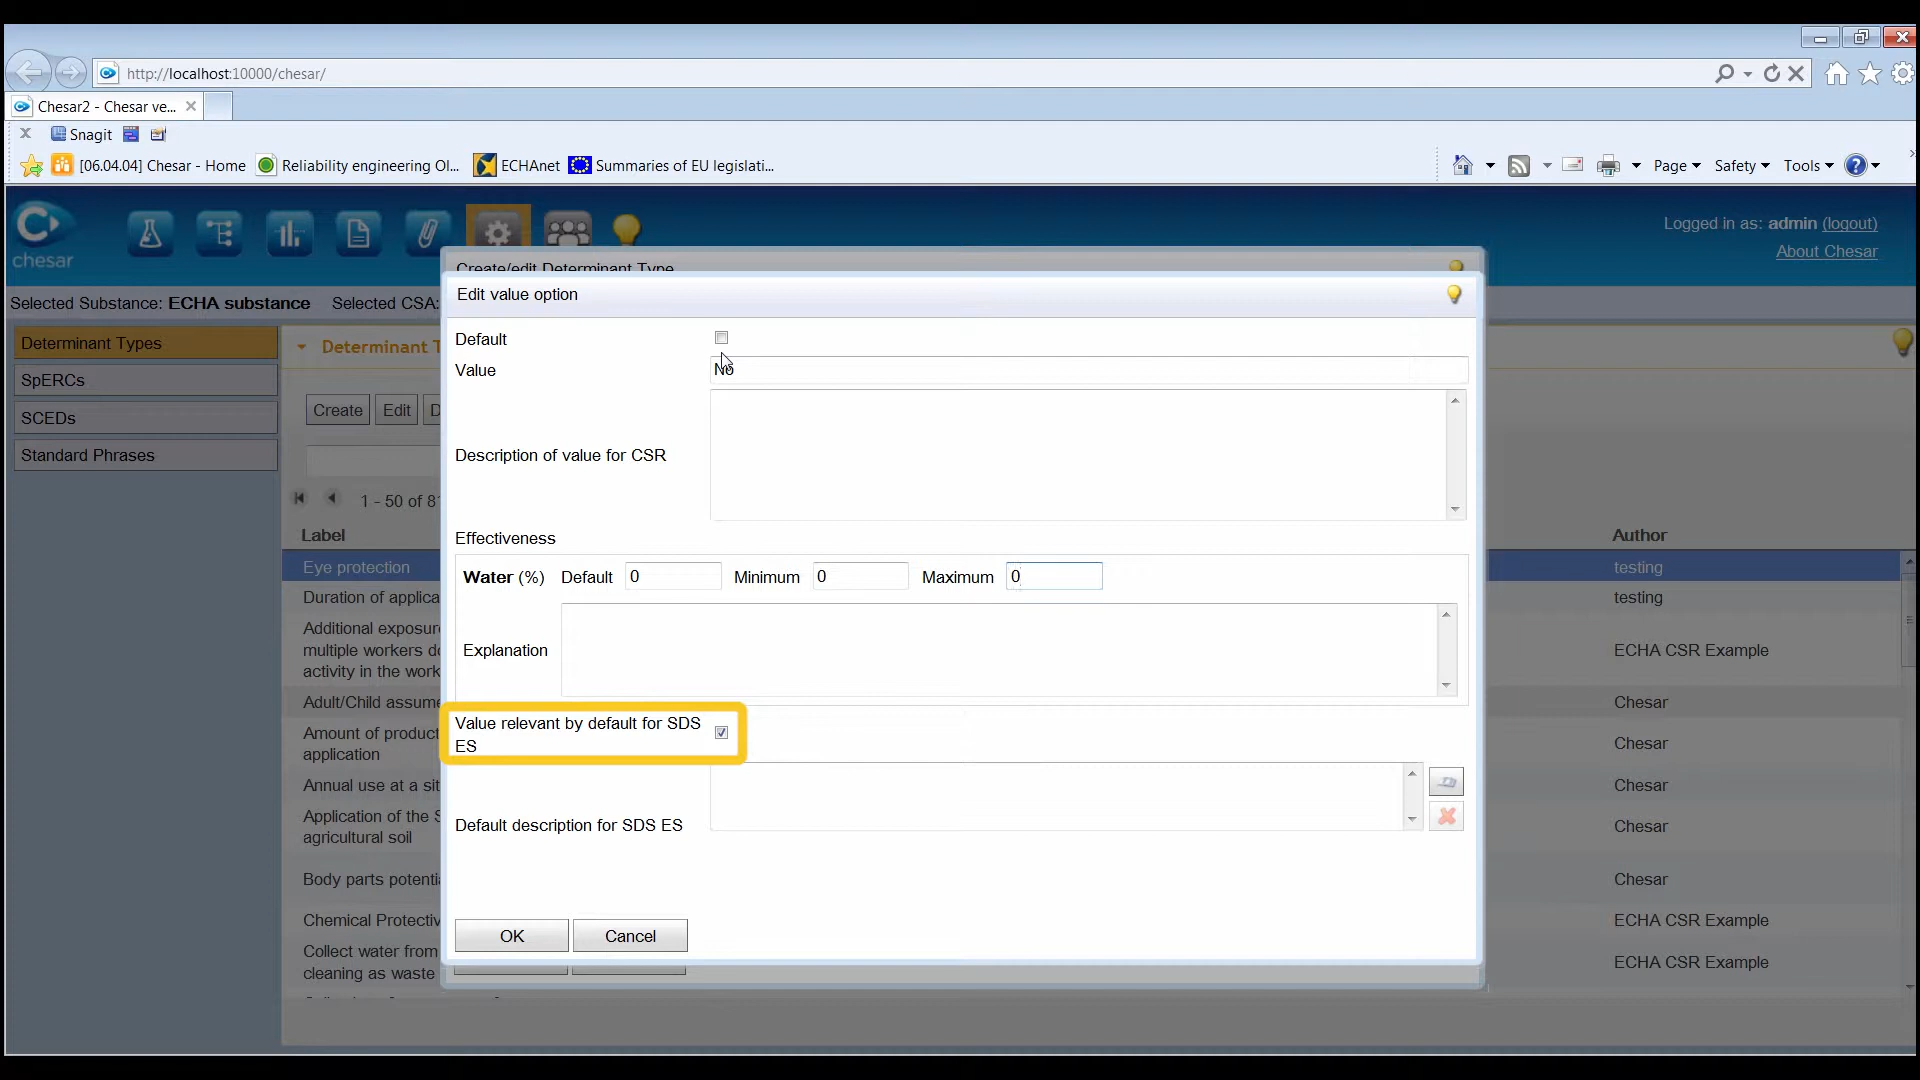 http://localhost:10000/chesar/
Chesar2 - Chesar ve...
Snagit
[06.04.04] Chesar - Home
Reliability engineering OI...
ECHAnet
Summaries of EU legislati...
Page
Safety
Tools
chesar
Logged in as: admin (logout)
About Chesar
Selected Substance: ECHA substance
Selected CSA:
Create/edit Determinant Type
Edit value option
Determinant Types
SpERCs
SCEDs
Standard Phrases
Determinant T
Create
Edit
D
1 - 50 of 8
Label
Author
Eye protection
testing
Duration of applica
testing
Additional exposure
multiple workers do
activity in the work
ECHA CSR Example
Adult/Child assume
Chesar
Amount of product
application
Chesar
Annual use at a sit
Chesar
Application of the S
agricultural soil
Chesar
Body parts potentia
Chesar
Chemical Protectiv
ECHA CSR Example
Collect water from
cleaning as waste
ECHA CSR Example
Default
Value
No
Description of value for CSR
Effectiveness
Water (%) Default 0 Minimum 0 Maximum 0
Explanation
Value relevant by default for SDS
ES
Default description for SDS ES
OK
Cancel